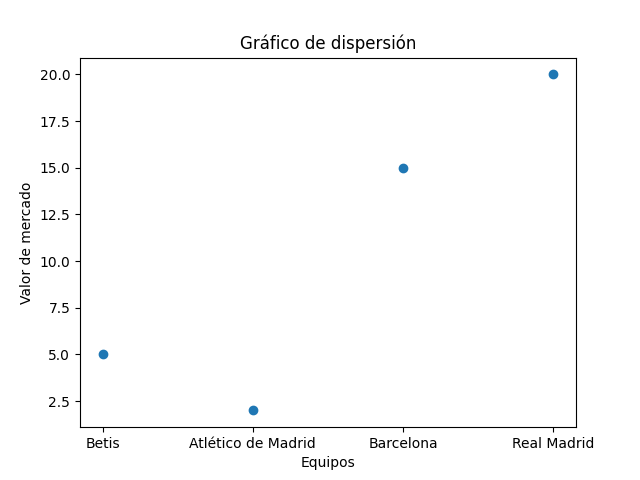 Gráfico de dispersión
20.0
17.5
15.0
12.5
10.0
7.5
5.0
2.5
Valor de mercado
Betis Atlético de Madrid Barcelona Real Madrid
Equipos